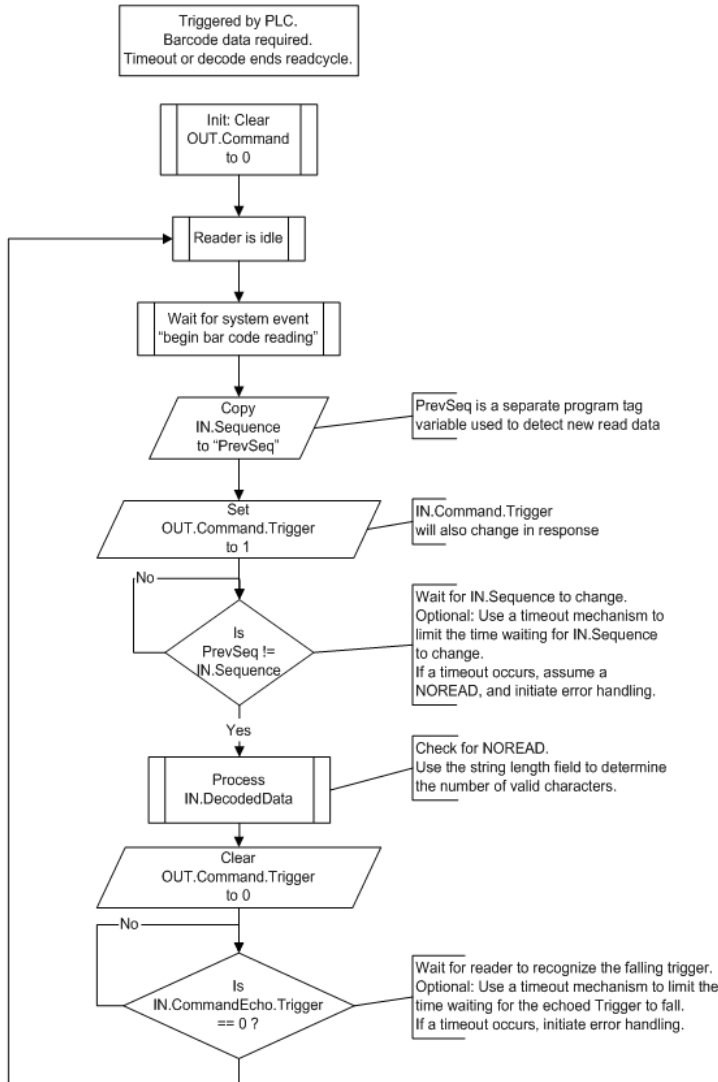 Triggered by PLC.
Barcode data required.
Timeout or decode ends readcycle.
Init: Clear
OUT.Command
to 0
Reader is idle
Wait for system event
“begin bar code reading”
Copy
IN.Sequence
to “PrevSeq”
PrevSeq is a separate program tag
variable used to detect new read data
Set
OUT.Command.Trigger
to 1
IN.Command.Trigger
will also change in response
No
Is
PrevSeq !=
IN.Sequence
Wait for IN.Sequence to change.
Optional: Use a timeout mechanism to
limit the time waiting for IN.Sequence
to change.
If a timeout occurs, assume a
NOREAD, and initiate error handling.
Yes
Process
IN.DecodedData
Check for NOREAD.
Use the string length field to determine
the number of valid characters.
Clear
OUT.Command.Trigger
to 0
No
Is
IN.CommandEcho.Trigger
== 0 ?
Wait for reader to recognize the falling trigger.
Optional: Use a timeout mechanism to limit the
time waiting for the echoed Trigger to fall.
If a timeout occurs, initiate error handling.